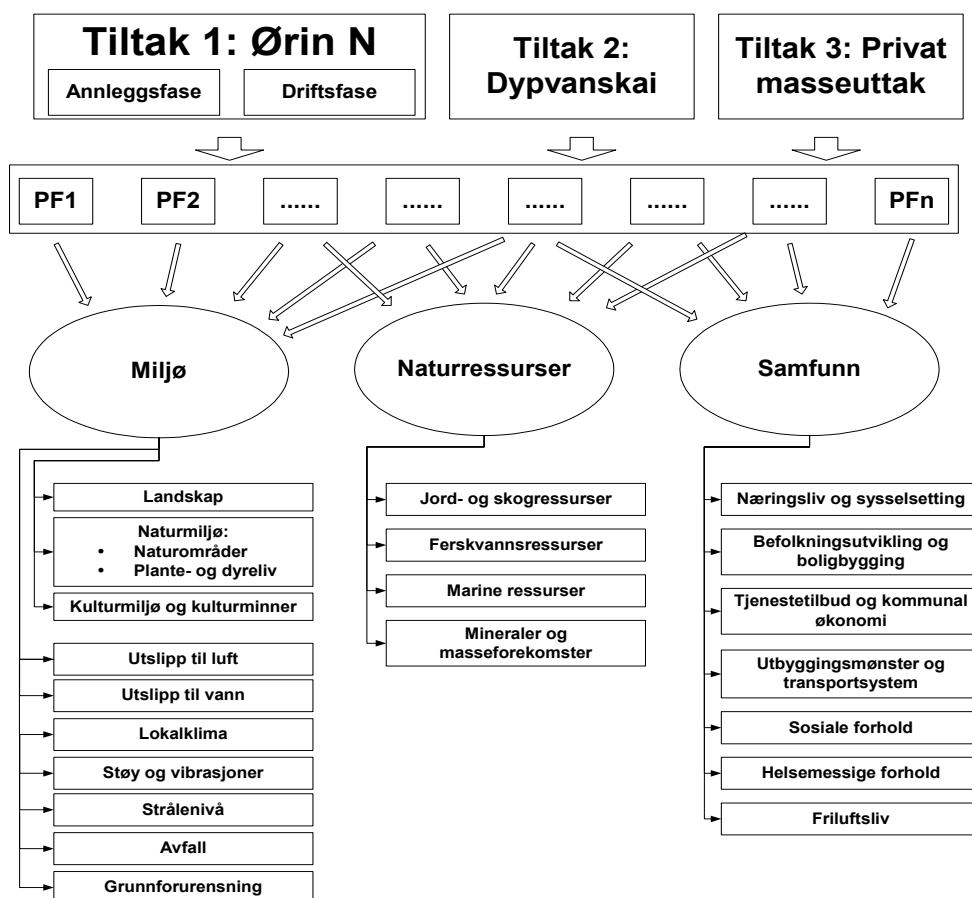 Tiltak 1: Ørin N
Annleggsfase
Driftsfase
Tiltak 2:
Dypvanskai
Tiltak 3: Privat
masseuttak
PF1
PF2
......
......
......
......
......
PFn
Miljø
Naturressurser
Samfunn
Landskap
Naturmiljø:
• Naturområder
• Plante- og dyreliv
Kulturmiljø og kulturminner
Utslipp til luft
Utslipp til vann
Lokalklima
Støy og vibrasjoner
Strålenivå
Avfall
Grunnforurensning
Jord- og skogressurser
Ferskvannsressurser
Marine ressurser
Mineraler og
masseforekomster
Næringsliv og sysselsetting
Befolkningsutvikling og
boligbygging
Tjenestetilbud og kommunal
økonomi
Utbyggingsmønster og
transportsystem
Sosiale forhold
Helsemessige forhold
Friluftsliv